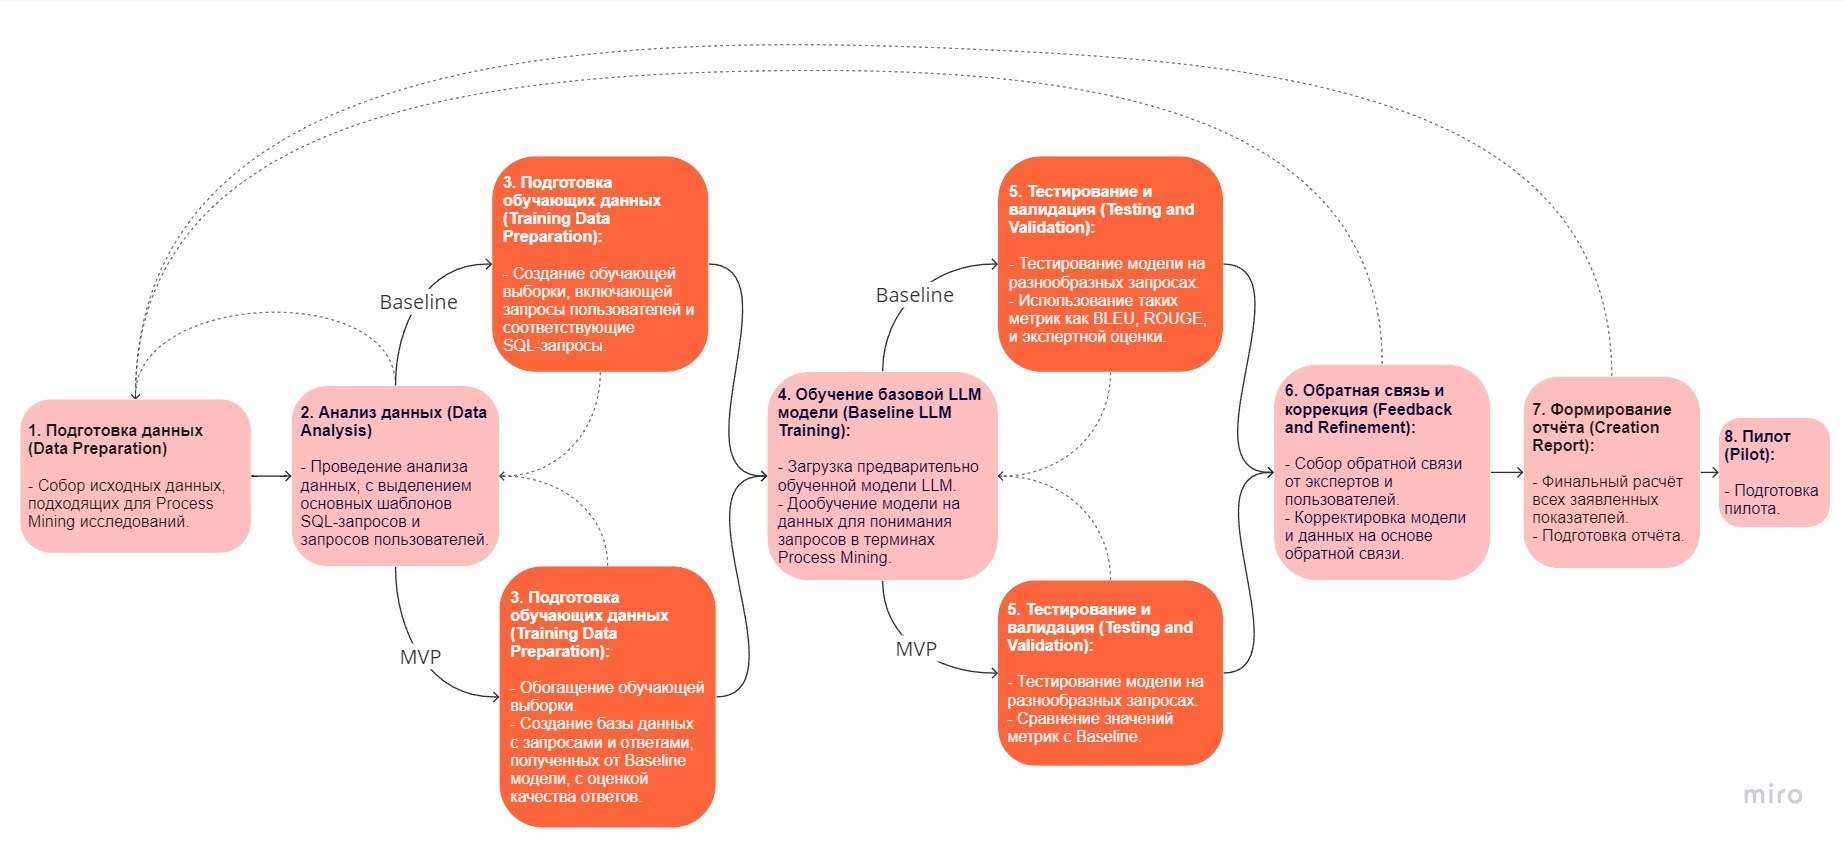 1. Подготовка данных
(Data Preparation)
- Собор исходных данных,
подходящих для Process
Mining исследований.
2. Анализ данных (Data
Analysis)
- Проведение анализа
данных, с выделением
основных шаблонов
SQL-запросов и
запросов пользователей.
Baseline
MVP
3. Подготовка
обучающих данных
(Training Data
Preparation):
- Создание обучающей
выборки, включающей
запросы пользователей и
соответствующие
SQL-запросы.
3. Подготовка
обучающих данных
(Training Data
Preparation):
- Обогащение обучающей
выборки.
- Создание базы данных
с запросами и ответами,
полученных от Baseline
модели, с оценкой
качества ответов.
4. Обучение базовой LLM
модели (Baseline LLM
Training):
- Загрузка предварительно
обученной модели LLM.
- Дообучение модели на
данных для понимания
запросов в терминах
Process Mining.
Baseline
MVP
5. Тестирование и
валидация (Testing and
Validation):
- Тестирование модели на
разнообразных запросах.
- Использование таких
метрик как BLEU, ROUGE,
и экспертной оценки.
5. Тестирование и
валидация (Testing and
Validation):
- Тестирование модели на
разнообразных запросах.
- Сравнение значений
метрик с Baseline.
6. Обратная связь и
коррекция (Feedback
and Refinement):
- Собор обратной связи
от экспертов и
пользователей.
- Корректировка модели
и данных на основе
обратной связи.
7. Формирование
отчёта (Creation
Report):
- Финальный расчёт
всех заявленных
показателей.
- Подготовка отчёта.
8. Пилот
(Pilot):
- Подготовка
пилота.
miro